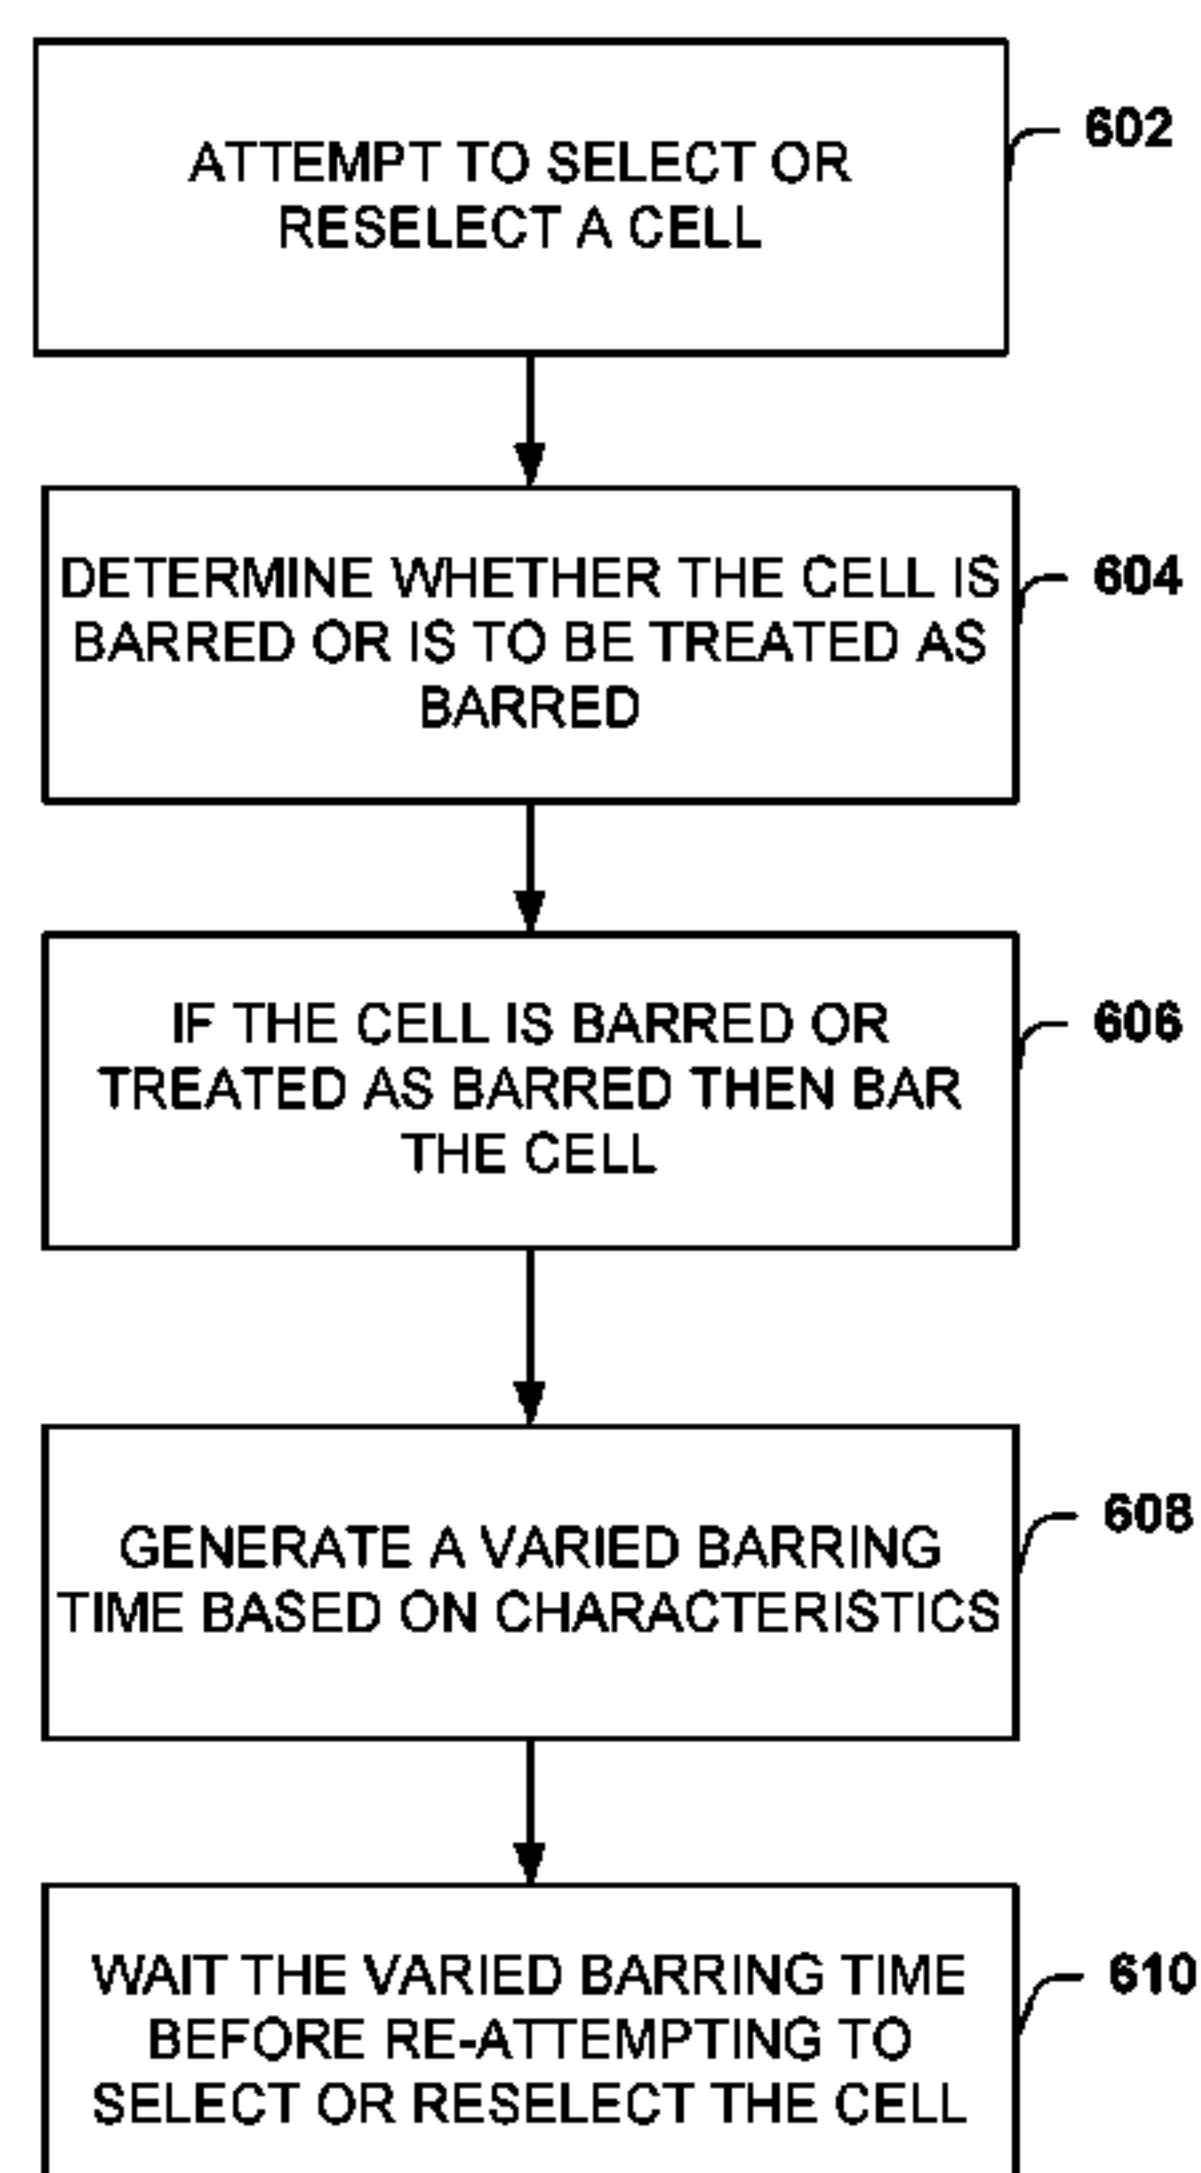 ATTEMPT TO SELECT OR
RESELECT A CELL
602
DETERMINE WHETHER THE CELL IS
BARRED OR IS TO BE TREATED AS
BARRED
604
IF THE CELL IS BARRED OR
TREATED AS BARRED THEN BAR
THE CELL
606
GENERATE A VARIED BARRING
TIME BASED ON CHARACTERISTICS
608
WAIT THE VARIED BARRING TIME
BEFORE RE-ATTEMPTING TO
SELECT OR RESELECT THE CELL
610